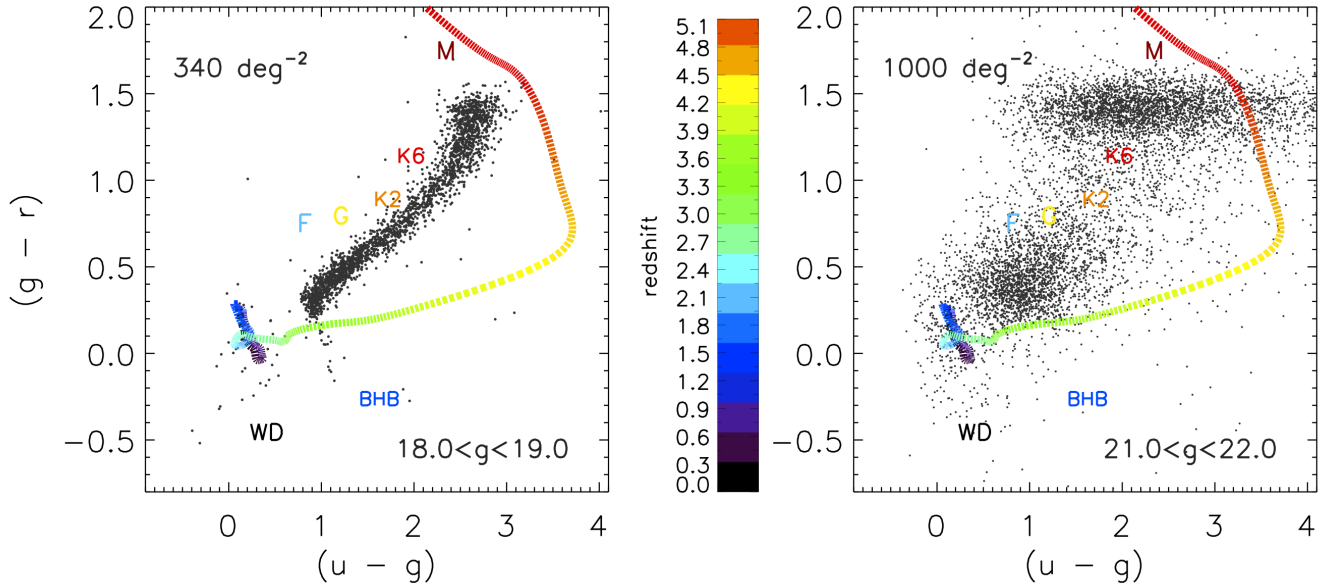 2.0
1.5
1.0
0.5
0.0
−0.5
(g − r)
340 deg⁻²
M
K6
K2
G
F
BHB
WD
18.0<g<19.0
0
1
2
3
4
(u − g)
redshift
5.1
4.8
4.5
4.2
3.9
3.6
3.3
3.0
2.7
2.4
2.1
1.8
1.5
1.2
0.9
0.6
0.3
0.0
2.0
1.5
1.0
0.5
0.0
−0.5
1000 deg⁻²
M
K6
K2
G
F
BHB
WD
21.0<g<22.0
0
1
2
3
4
(u − g)